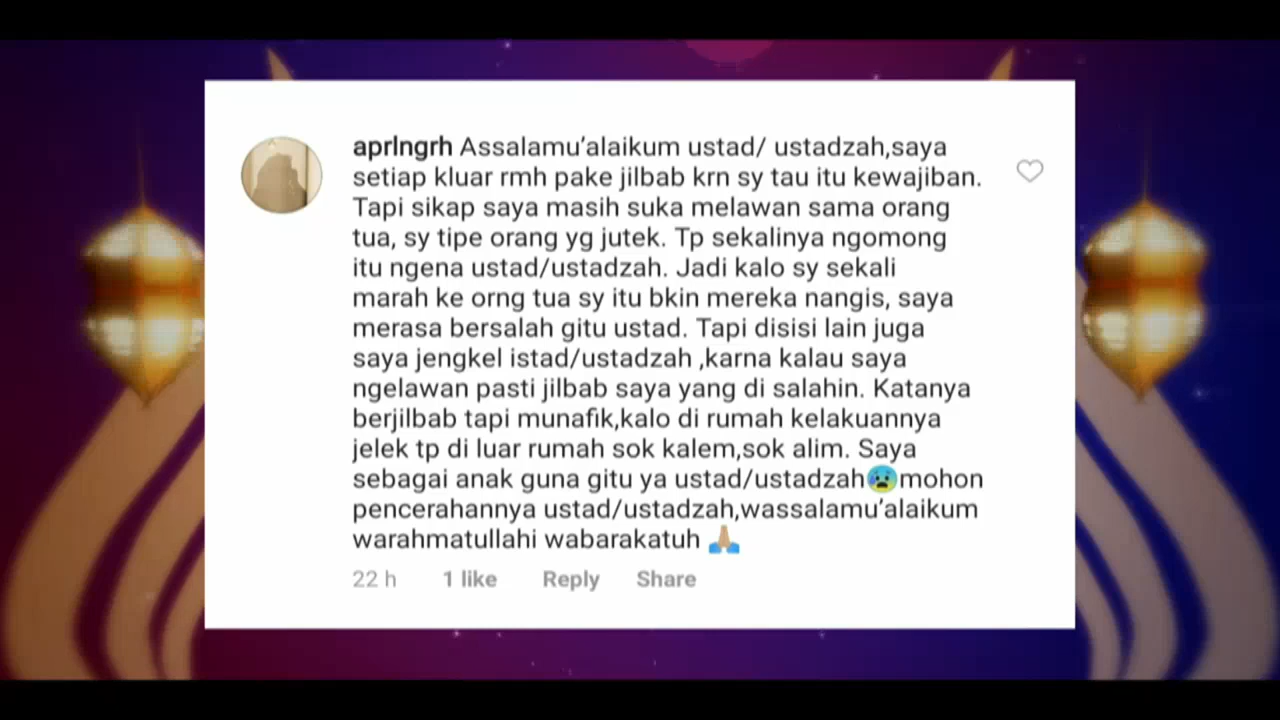 aprlngrh Assalamu'alaikum ustad/ ustadzah,saya
setiap kluar rmh pake jilbab krn sy tau itu kewajiban.
Tapi sikap saya masih suka melawan sama orang
tua, sy tipe orang yg jutek. Tp sekalinya ngomong
itu ngena ustad/ustadzah. Jadi kalo sy sekali
marah ke orng tua sy itu bkin mereka nangis, saya
merasa bersalah gitu ustad. Tapi disisi lain juga
saya jengkel istad/ustadzah ,karna kalau saya
ngelawan pasti jilbab saya yang di salahin. Katanya
berjilbab tapi munafik,kalo di rumah kelakuannya
jelek tp di luar rumah sok kalem,sok alim. Saya
sebagai anak guna gitu ya ustad/ustadzah😰mohon
pencerahannya ustad/ustadzah,wassalamu'alaikum
warahmatullahi wabarakatuh 🙏🏽
22 h 1 like Reply Share